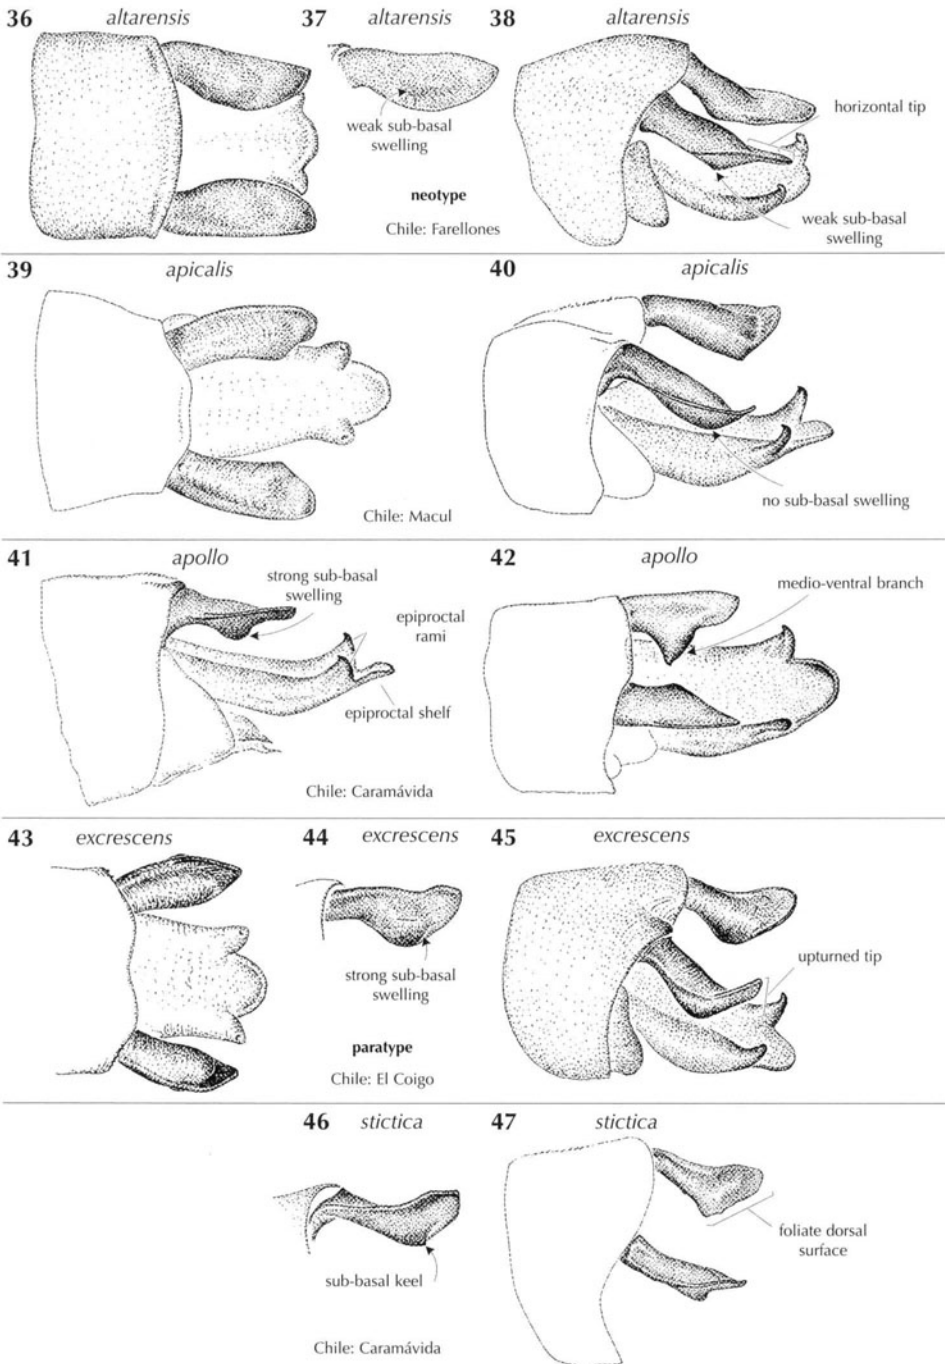 36 altarensis 37 altarensis 38 altarensis
weak sub-basal
swelling
horizontal tip
neotype
Chile: Farellones
weak sub-basal
swelling
39 apicalis 40 apicalis
no sub-basal swelling
Chile: Macul
41 apollo 42 apollo
strong sub-basal
swelling
medio-ventral branch
epiproctal
rami
epiproctal shelf
Chile: Caramávida
43 excrescens 44 excrescens 45 excrescens
strong sub-basal
swelling
upturned tip
paratype
Chile: El Coigo
46 stictica 47 stictica
foliate dorsal
surface
sub-basal keel
Chile: Caramávida